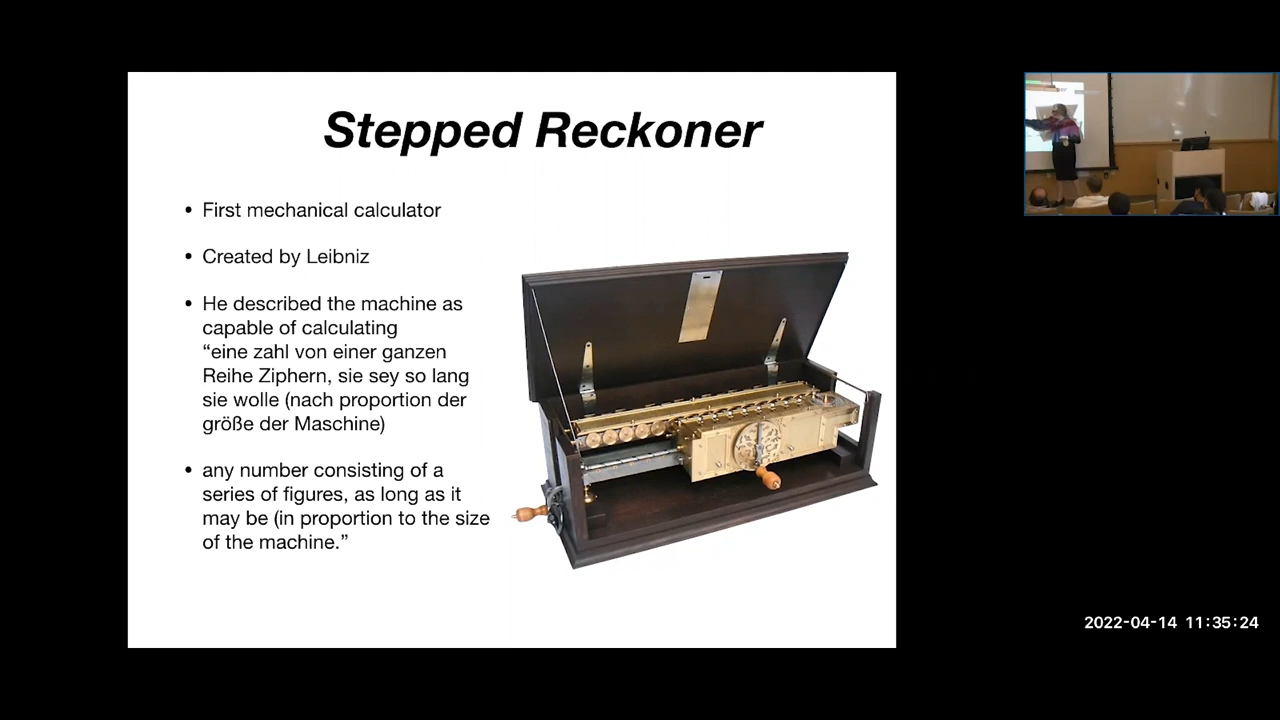 Stepped Reckoner
• First mechanical calculator
• Created by Leibniz
• He described the machine as
capable of calculating
“eine zahl von einer ganzen
Reihe Ziphern, sie sey so lang
sie wolle (nach proportion der
größe der Maschine)
• any number consisting of a
series of figures, as long as it
may be (in proportion to the size
of the machine.”
2022-04-14 11:35:24